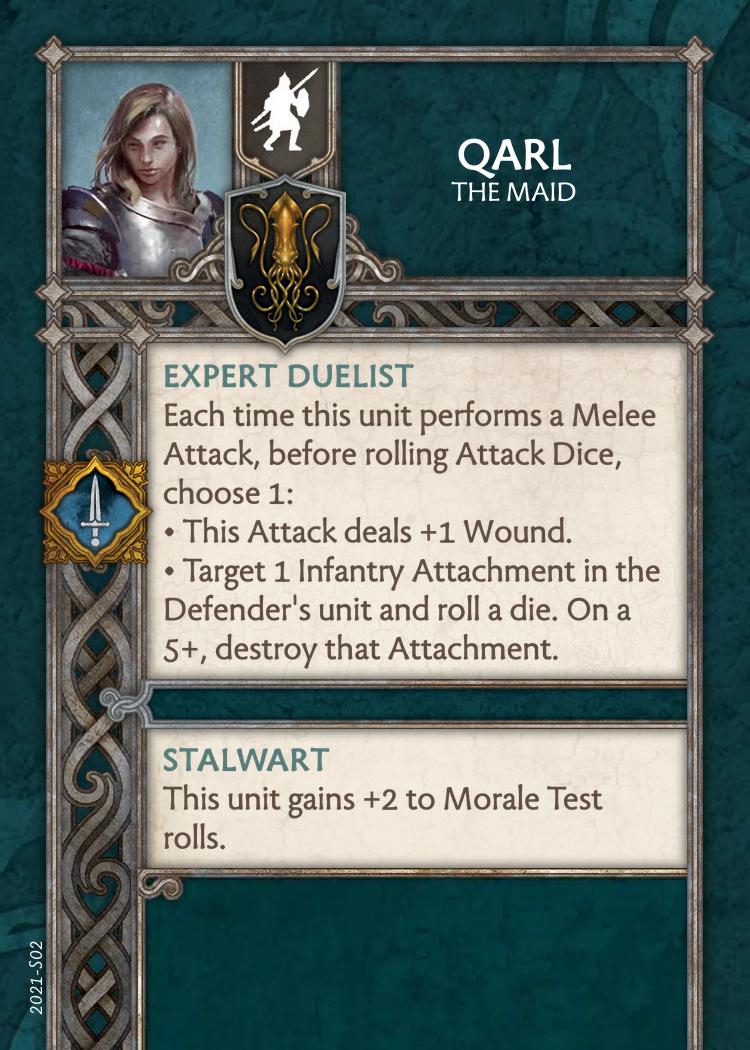 QARL
THE MAID
EXPERT DUELIST
Each time this unit performs a Melee
Attack, before rolling Attack Dice,
choose 1:
• This Attack deals +1 Wound.
• Target 1 Infantry Attachment in the
Defender's unit and roll a die. On a
5+, destroy that Attachment.
STALWART
This unit gains +2 to Morale Test
rolls.
2021-S02